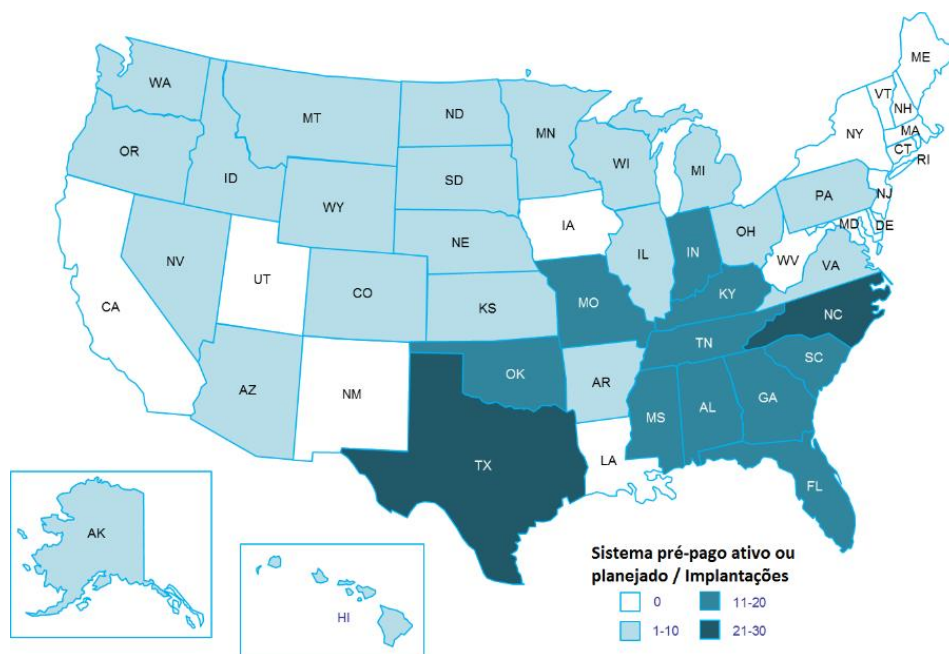 ME
WA
VT
NH
MT
ND
MN
NY
MA
OR
CT
RI
ID
WI
MI
SD
WY
PA
NJ
IA
NE
OH
MD
DE
IL
IN
NV
WV
UT
VA
CO
KY
CA
KS
MO
NC
TN
OK
SC
AZ
AR
NM
GA
MS
AL
TX
LA
FL
AK
HI
Sistema pré-pago ativo ou
planejado / Implantações
0
11-20
1-10
21-30